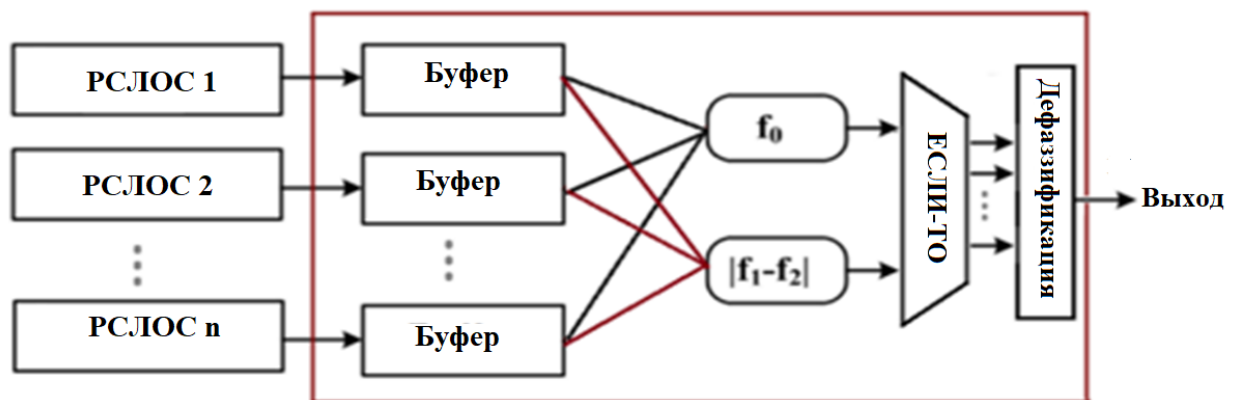 РСЛОС 1
Буфер
РСЛОС 2
Буфер
РСЛОС n
Буфер
f₀
|f₁-f₂|
ЕСЛИ-ТО
Дефаззификация
Выход